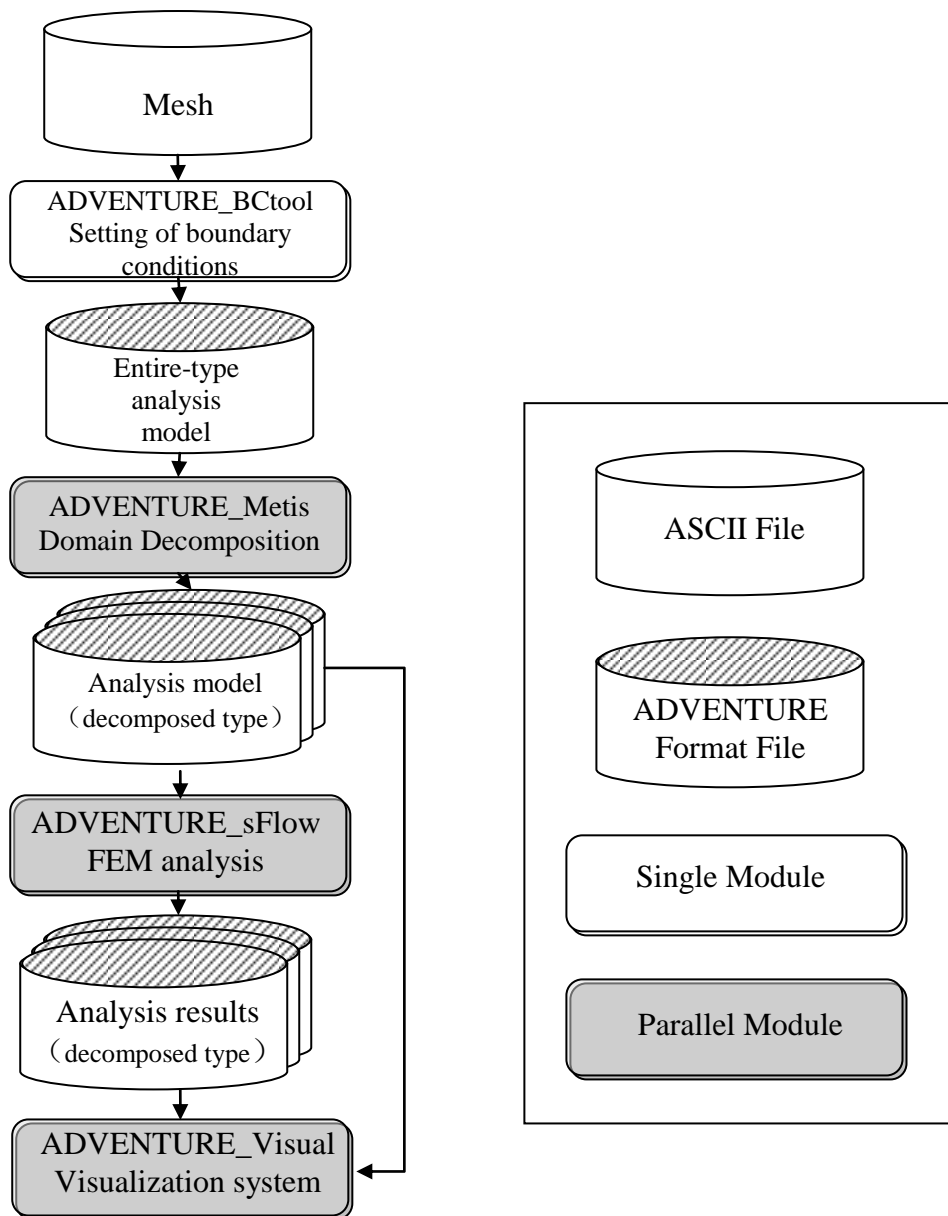 Mesh
ADVENTURE_BCtool
Setting of boundary
conditions
Entire-type
analysis
model
ADVENTURE_Metis
Domain Decomposition
Analysis model
（decomposed type）
ADVENTURE_sFlow
FEM analysis
Analysis results
（decomposed type）
ADVENTURE_Visual
Visualization system
ASCII File
ADVENTURE
Format File
Single Module
Parallel Module